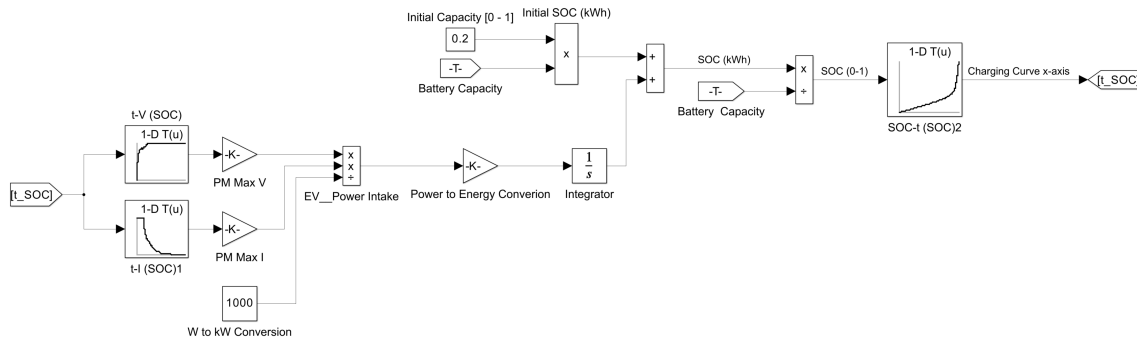 Initial Capacity [0 - 1]
Initial SOC (kWh)
0.2
x
-T-
Battery Capacity
+
+
SOC (kWh)
-T-
Battery  Capacity
x
÷
SOC (0-1)
1-D T(u)
SOC-t (SOC)2
Charging Curve x-axis
[t_SOC]
t-V (SOC)
1-D T(u)
-K-
PM Max V
[t_SOC]
1-D T(u)
t-I (SOC)1
-K-
PM Max I
x
x
÷
EV__Power Intake
-K-
Power to Energy Converion
1
s
Integrator
1000
W to kW Conversion